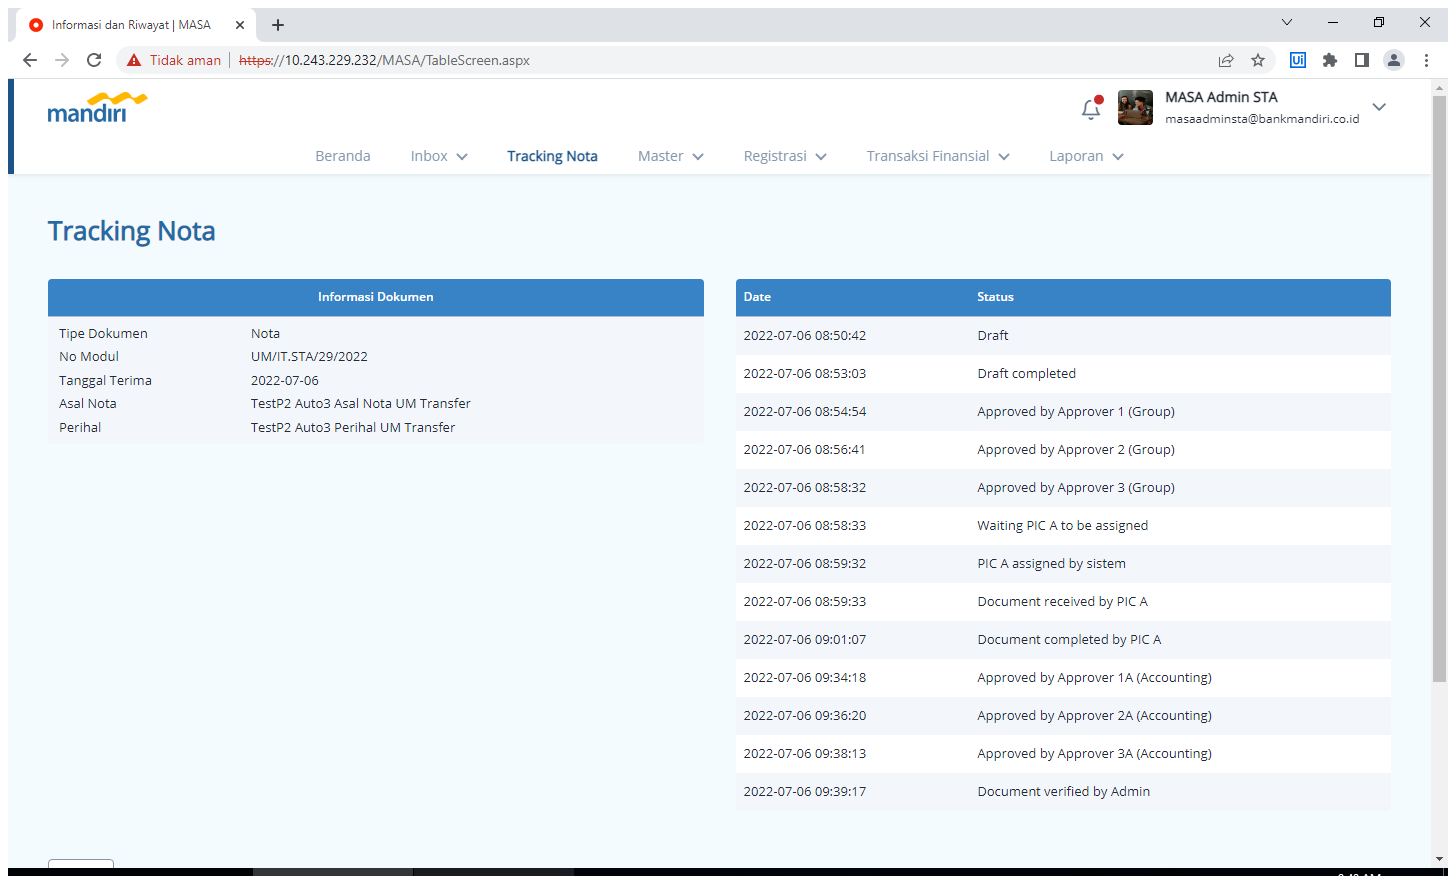 Informasi dan Riwayat | MASA
Tidak aman
https://10.243.229.232/MASA/TableScreen.aspx
mandiri
MASA Admin STA
masaadminsta@bankmandiri.co.id
Beranda Inbox Tracking Nota Master Registrasi Transaksi Finansial Laporan
Tracking Nota
Informasi Dokumen
Tipe Dokumen Nota
No Modul UM/IT.STA/29/2022
Tanggal Terima 2022-07-06
Asal Nota TestP2 Auto3 Asal Nota UM Transfer
Perihal TestP2 Auto3 Perihal UM Transfer
Date Status
2022-07-06 08:50:42 Draft
2022-07-06 08:53:03 Draft completed
2022-07-06 08:54:54 Approved by Approver 1 (Group)
2022-07-06 08:56:41 Approved by Approver 2 (Group)
2022-07-06 08:58:32 Approved by Approver 3 (Group)
2022-07-06 08:58:33 Waiting PIC A to be assigned
2022-07-06 08:59:32 PIC A assigned by sistem
2022-07-06 08:59:33 Document received by PIC A
2022-07-06 09:01:07 Document completed by PIC A
2022-07-06 09:34:18 Approved by Approver 1A (Accounting)
2022-07-06 09:36:20 Approved by Approver 2A (Accounting)
2022-07-06 09:38:13 Approved by Approver 3A (Accounting)
2022-07-06 09:39:17 Document verified by Admin